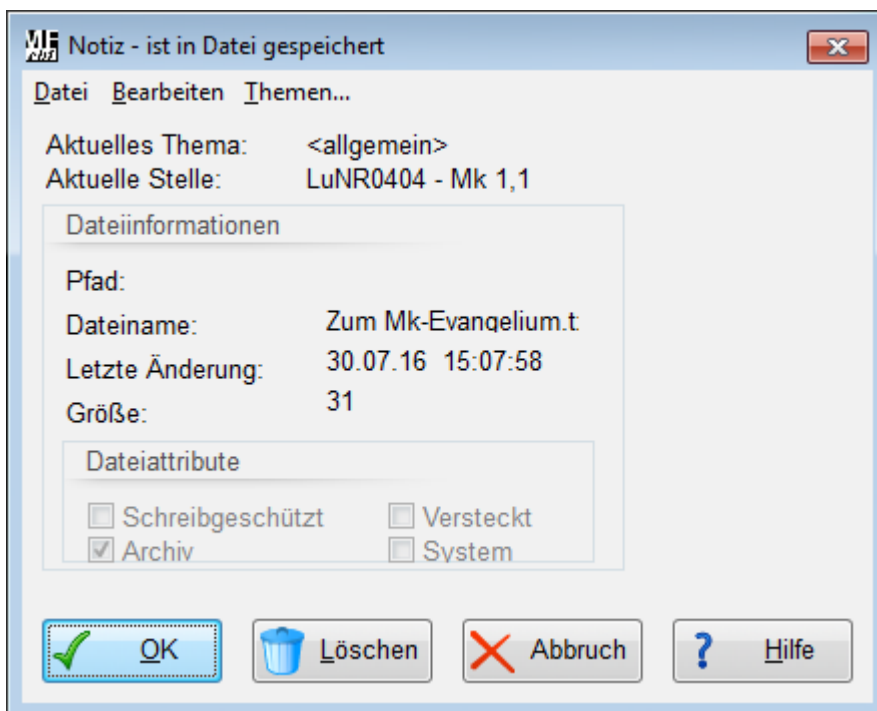 Notiz - ist in Datei gespeichert
Datei Bearbeiten Themen...
Aktuelles Thema: <allgemein>
Aktuelle Stelle: LuNR0404 - Mk 1,1
Dateiinformationen
Pfad:
Dateiname: Zum Mk-Evangelium.t
Letzte Änderung: 30.07.16 15:07:58
Größe: 31
Dateiattribute
Schreibgeschützt Versteckt
Archiv System
OK Löschen Abbruch Hilfe